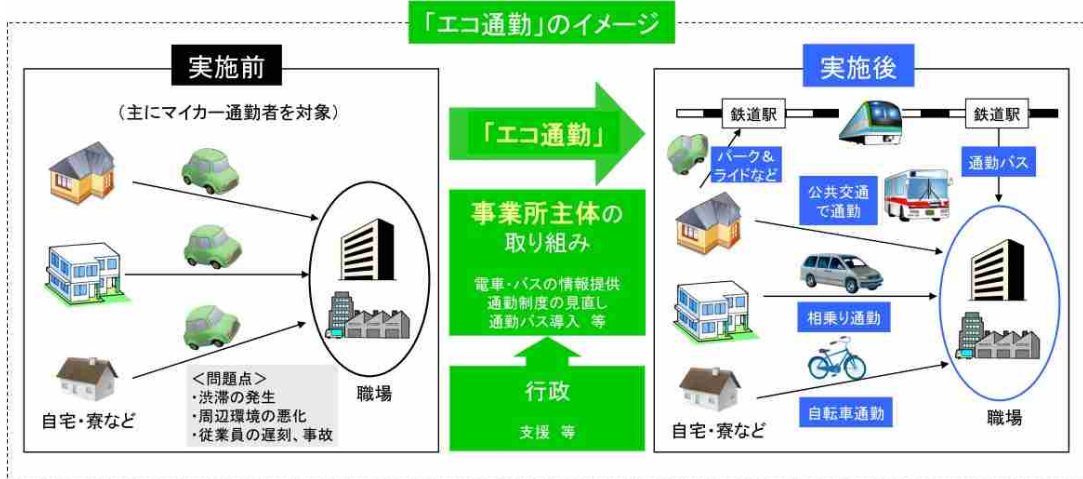 「エコ通勤」のイメージ
実施前
（主にマイカー通勤者を対象）
＜問題点＞
・渋滞の発生
・周辺環境の悪化
・従業員の遅刻、事故
自宅・寮など
職場
「エコ通勤」
事業所主体の
取り組み
電車・バスの情報提供
通勤制度の見直し
通勤バス導入 等
行政
支援 等
実施後
鉄道駅
鉄道駅
パーク＆
ライドなど
通勤バス
公共交通
で通勤
相乗り通勤
自転車通勤
自宅・寮など
職場